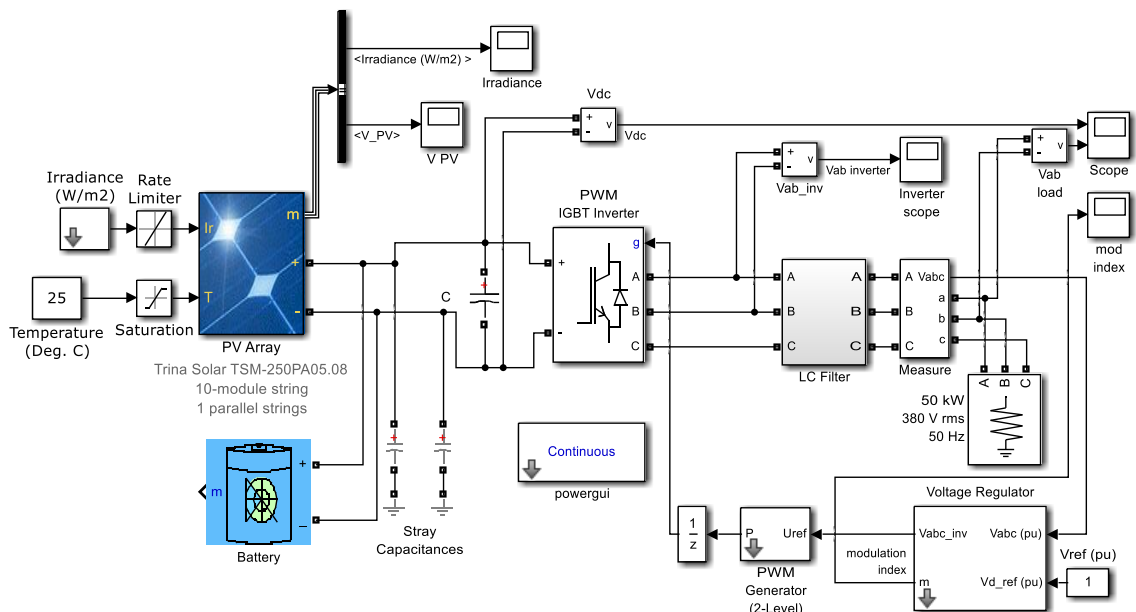 <Irradiance (W/m2) >
Irradiance
<V_PV>
V PV
Vdc
+
-
v
Vdc
+
-
v
Vab_inv
Vab inverter
Inverter
scope
+
-
v
Vab
load
Scope
mod
index
Irradiance
(W/m2)
Rate
Limiter
25
Temperature
(Deg. C)
Saturation
Ir
T
m
+
-
PV Array
Trina Solar TSM-250PA05.08
10-module string
1 parallel strings
+
C
PWM
IGBT Inverter
g
+
-
A
B
C
A
B
C
A
B
C
LC Filter
A
B
C
Vabc
a
b
c
Measure
A
B
C
50 kW
380 V rms
50 Hz
m
+
_
Battery
+
+
Stray
Capacitances
Continuous
powergui
1
z
P
Uref
PWM
Generator
(2-Level)
Voltage Regulator
Vabc_inv
modulation
index
m
Vabc (pu)
Vd_ref (pu)
Vref (pu)
1